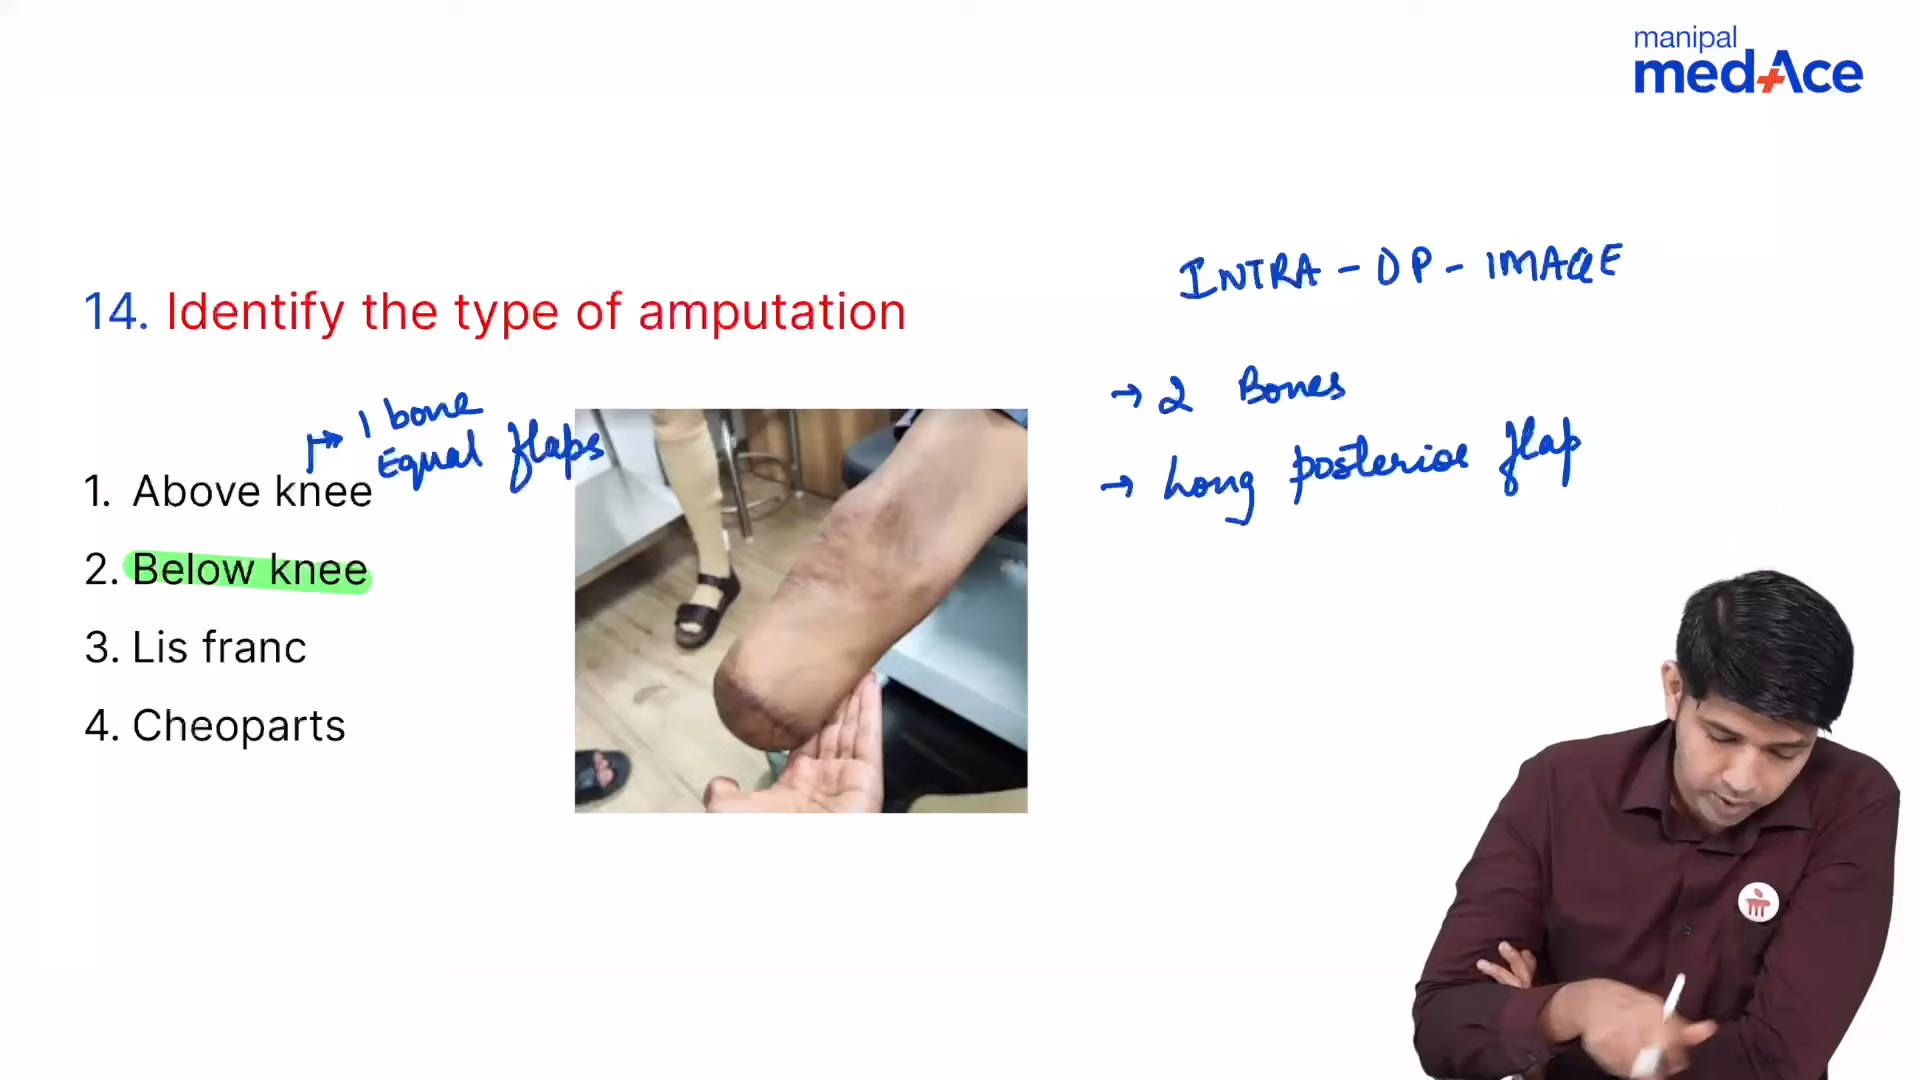 manipal
medAce
INTRA-OP-IMAGE
14. Identify the type of amputation
→ 2 Bones
→ 1 bone
Equal flaps
→ Long posterior flap
1. Above knee
2. Below knee
3. Lis franc
4. Cheoparts